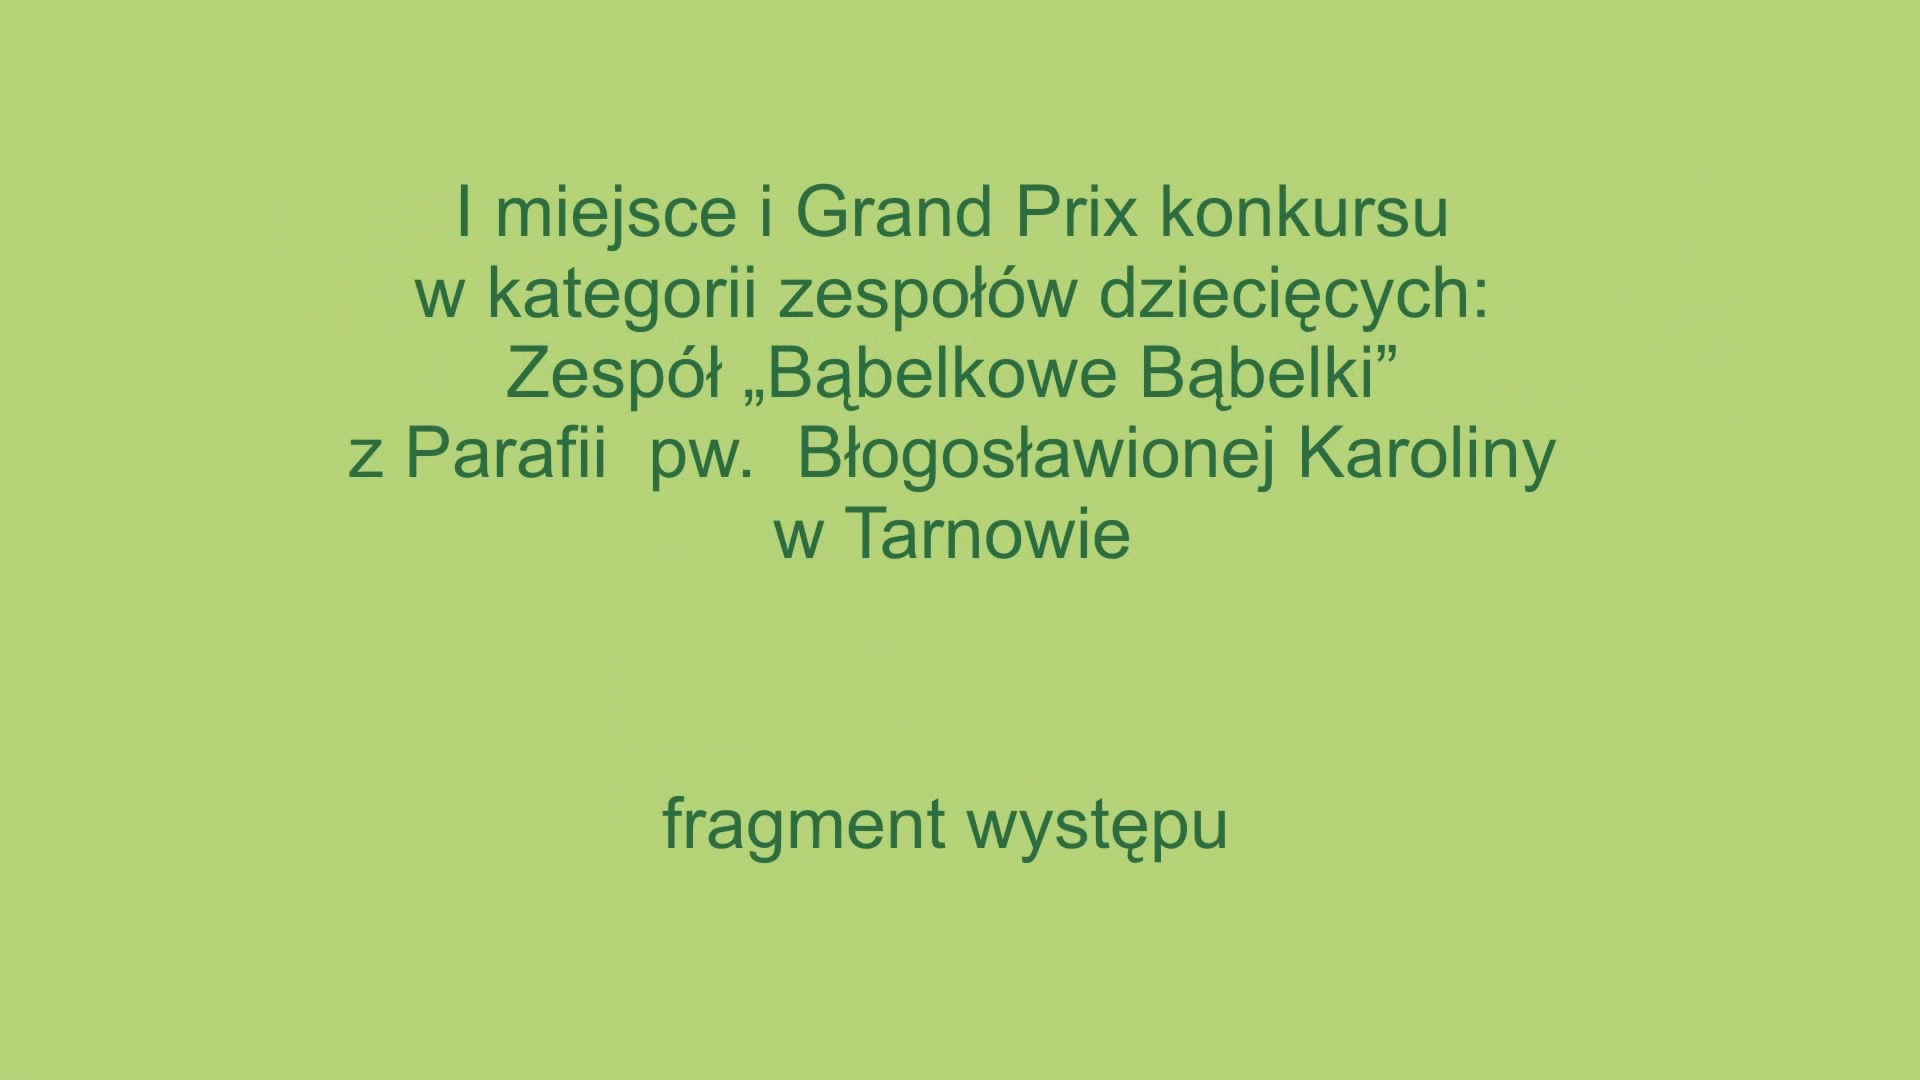 I miejsce i Grand Prix konkursu
w kategorii zespołów dziecięcych:
Zespół „Bąbelkowe Bąbelki”
z Parafii  pw.  Błogosławionej Karoliny
w Tarnowie
fragment występu